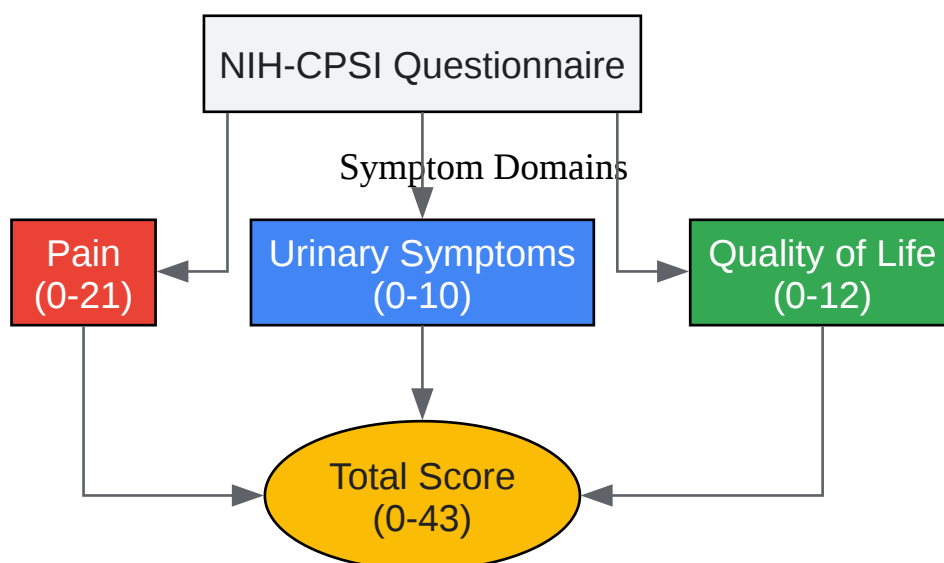 NIH-CPSI Questionnaire
Symptom Domains
Pain
(0-21)
Urinary Symptoms
(0-10)
Quality of Life
(0-12)
Total Score
(0-43)